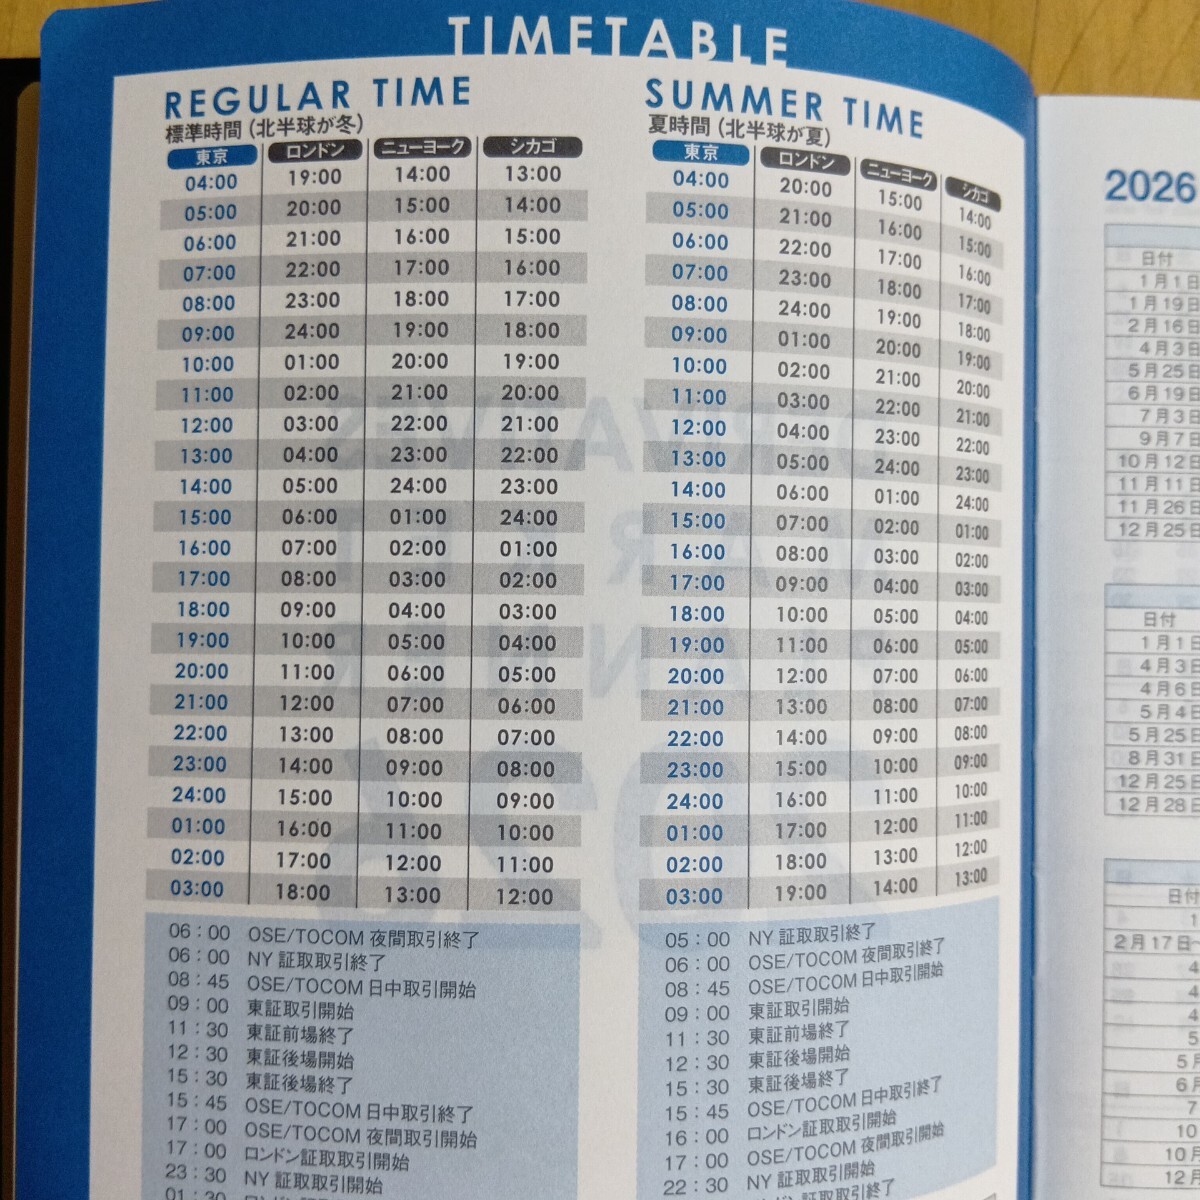 TIMETABLE
REGULAR TIME
標準時間 (北半球が冬)
東京 ロンドン ニューヨーク シカゴ
04:00 19:00 14:00 13:00
05:00 20:00 15:00 14:00
06:00 21:00 16:00 15:00
07:00 22:00 17:00 16:00
08:00 23:00 18:00 17:00
09:00 24:00 19:00 18:00
10:00 01:00 20:00 19:00
11:00 02:00 21:00 20:00
12:00 03:00 22:00 21:00
13:00 04:00 23:00 22:00
14:00 05:00 24:00 23:00
15:00 06:00 01:00 24:00
16:00 07:00 02:00 01:00
17:00 08:00 03:00 02:00
18:00 09:00 04:00 03:00
19:00 10:00 05:00 04:00
20:00 11:00 06:00 05:00
21:00 12:00 07:00 06:00
22:00 13:00 08:00 07:00
23:00 14:00 09:00 08:00
24:00 15:00 10:00 09:00
01:00 16:00 11:00 10:00
02:00 17:00 12:00 11:00
03:00 18:00 13:00 12:00
06：00 OSE/TOCOM 夜間取引終了
06：00 NY 証取取引終了
08：45 OSE/TOCOM 日中取引開始
09：00 東証取引開始
11：30 東証前場終了
12：30 東証後場開始
15：30 東証後場終了
15：45 OSE/TOCOM 日中取引終了
17：00 OSE/TOCOM 夜間取引開始
17：00 ロンドン証取取引開始
23：30 NY 証取取引開始
01：30
SUMMER TIME
夏時間 (北半球が夏)
東京 ロンドン ニューヨーク シカゴ
04:00 20:00 15:00 14:00
05:00 21:00 16:00 15:00
06:00 22:00 17:00 16:00
07:00 23:00 18:00 17:00
08:00 24:00 19:00 18:00
09:00 01:00 20:00 19:00
10:00 02:00 21:00 20:00
11:00 03:00 22:00 21:00
12:00 04:00 23:00 22:00
13:00 05:00 24:00 23:00
14:00 06:00 01:00 24:00
15:00 07:00 02:00 01:00
16:00 08:00 03:00 02:00
17:00 09:00 04:00 03:00
18:00 10:00 05:00 04:00
19:00 11:00 06:00 05:00
20:00 12:00 07:00 06:00
21:00 13:00 08:00 07:00
22:00 14:00 09:00 08:00
23:00 15:00 10:00 09:00
24:00 16:00 11:00 10:00
01:00 17:00 12:00 11:00
02:00 18:00 13:00 12:00
03:00 19:00 14:00 13:00
05：00 NY 証取取引終了
06：00 OSE/TOCOM 夜間取引終了
08：45 OSE/TOCOM 日中取引開始
09：00 東証取引開始
11：30 東証前場終了
12：30 東証後場開始
15：30 東証後場終了
15：45 OSE/TOCOM 日中取引終了
16：00 ロンドン証取取引開始
17：00 OSE/TOCOM 夜間取引開始
22：30 NY 証取取引開始
ロンドン証取取引終了
2026
日付
1月1日
1月19日
2月16日
4月3日
5月25日
6月19日
7月3日
9月7日
10月12日
11月11日
11月26日
12月25日
日付
1月1日
4月3日
4月6日
5月4日
5月25日
8月31日
12月25日
12月28日
日付
1
2月17日
4
4
4
5
5月
6月
7
10
10月
12月